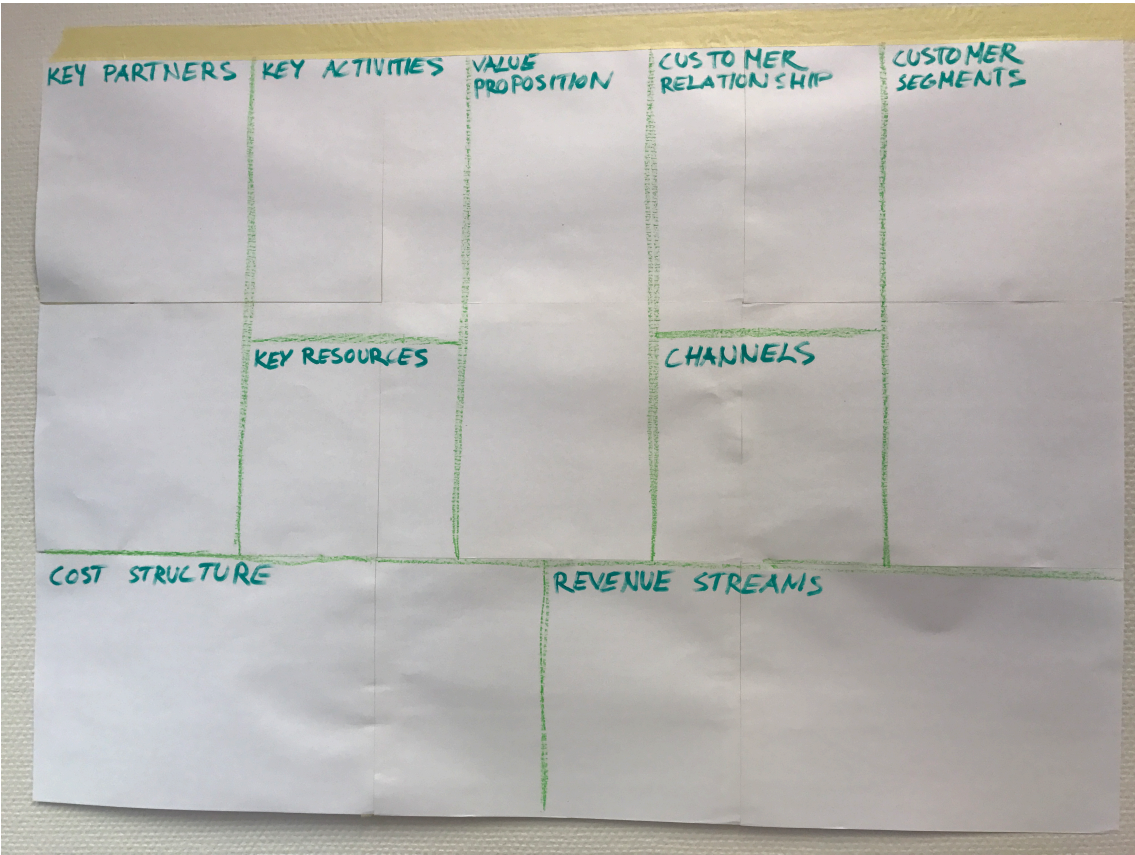 KEY PARTNERS
KEY ACTIVITIES
VALUE
PROPOSITION
CUSTOMER
RELATIONSHIP
CUSTOMER
SEGMENTS
KEY RESOURCES
CHANNELS
COST STRUCTURE
REVENUE STREAMS